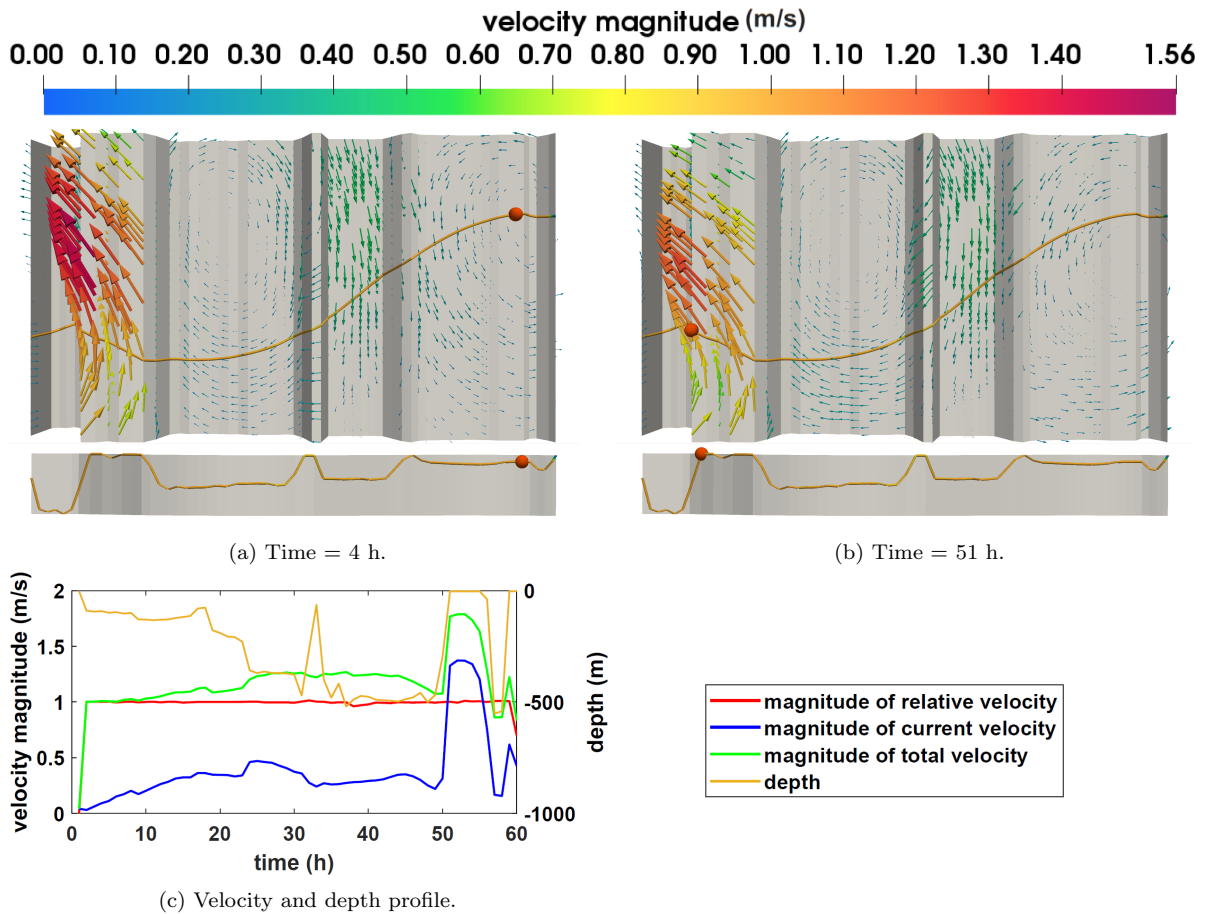 velocity magnitude (m/s)
0.00 0.10 0.20 0.30 0.40 0.50 0.60 0.70 0.80 0.90 1.00 1.10 1.20 1.30 1.40 1.56
(a) Time = 4 h.
(b) Time = 51 h.
velocity magnitude (m/s)
2
1.5
1
0.5
0
0
-500
-1000
depth (m)
0 10 20 30 40 50 60
time (h)
magnitude of relative velocity
magnitude of current velocity
magnitude of total velocity
depth
(c) Velocity and depth profile.